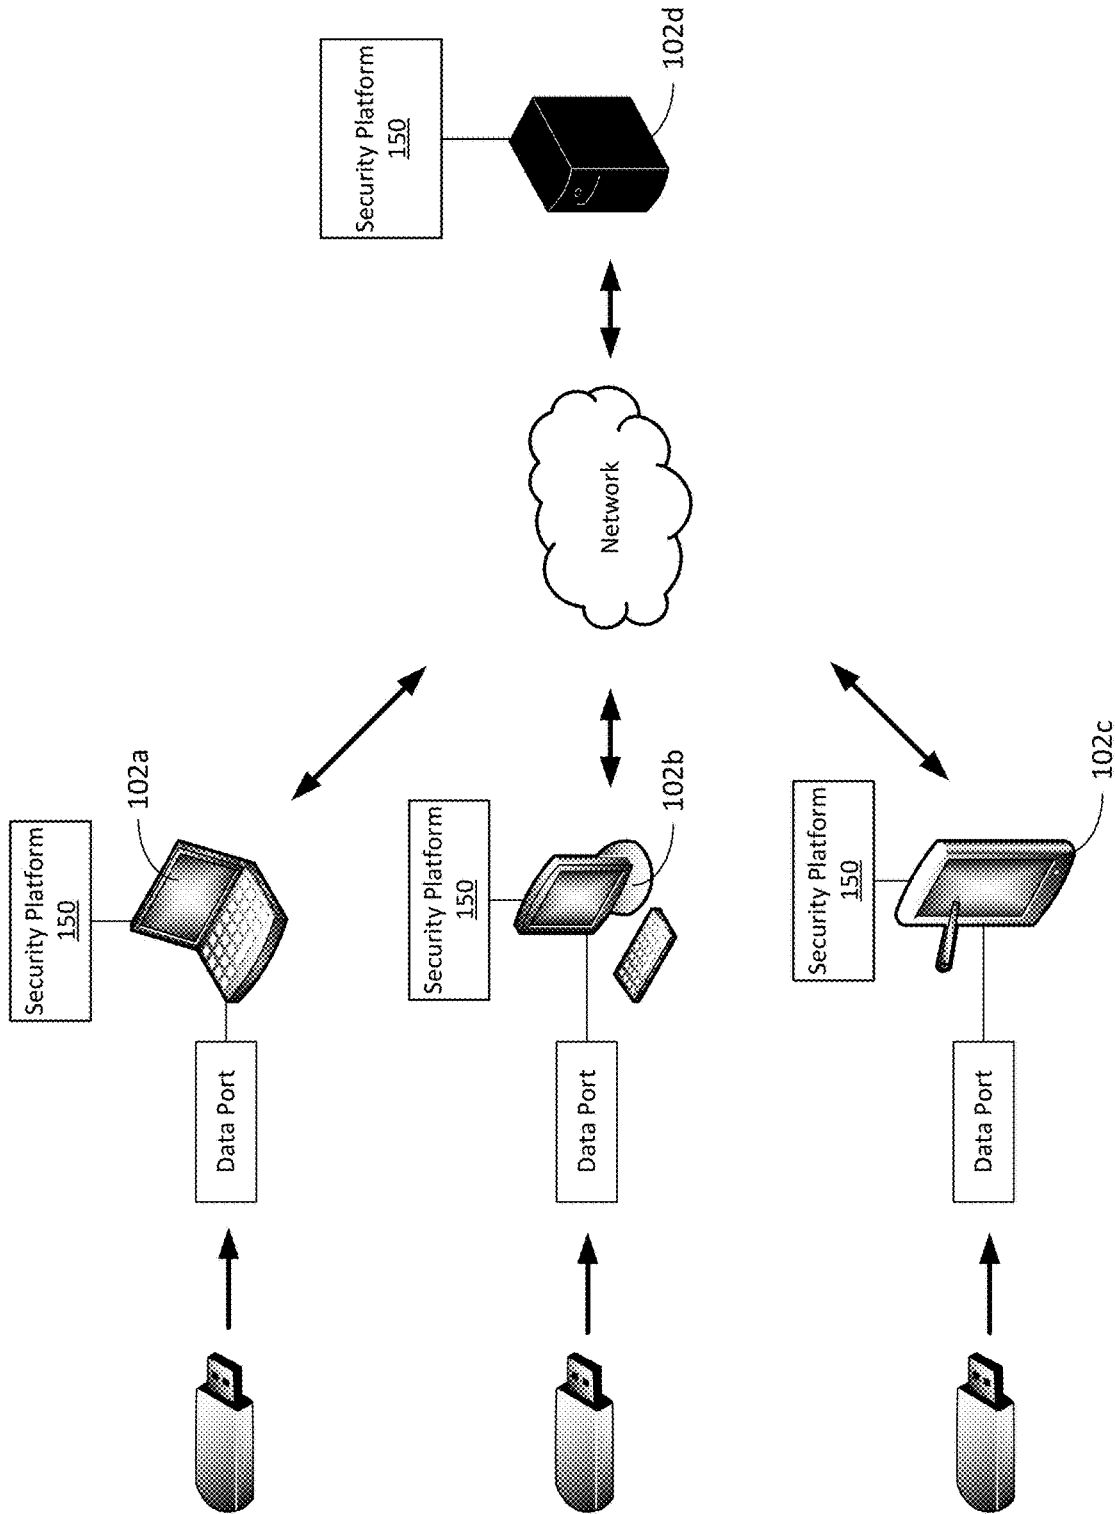 Security Platform
150
102a
Data Port
Security Platform
150
102b
Data Port
Security Platform
150
102c
Data Port
Network
Security Platform
150
102d